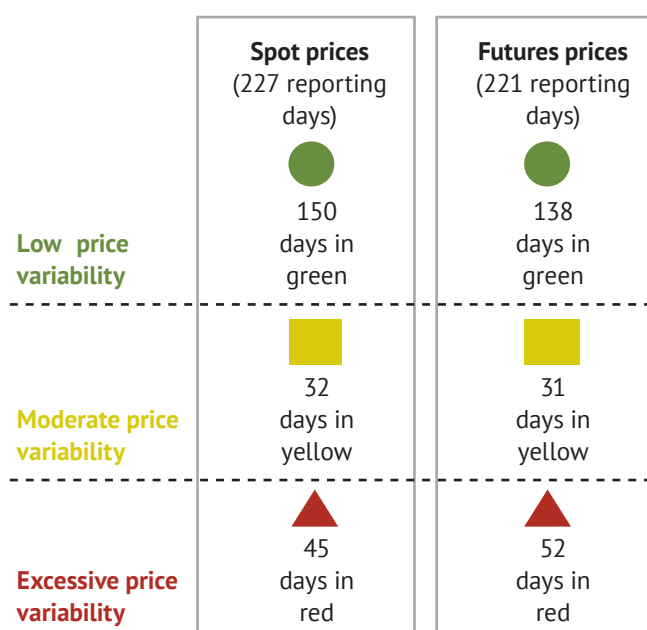 Spot prices
(227 reporting
days)
Futures prices
(221 reporting
days)
Low price
variability
150
days in
green
138
days in
green
Moderate price
variability
32
days in
yellow
31
days in
yellow
Excessive price
variability
45
days in
red
52
days in
red